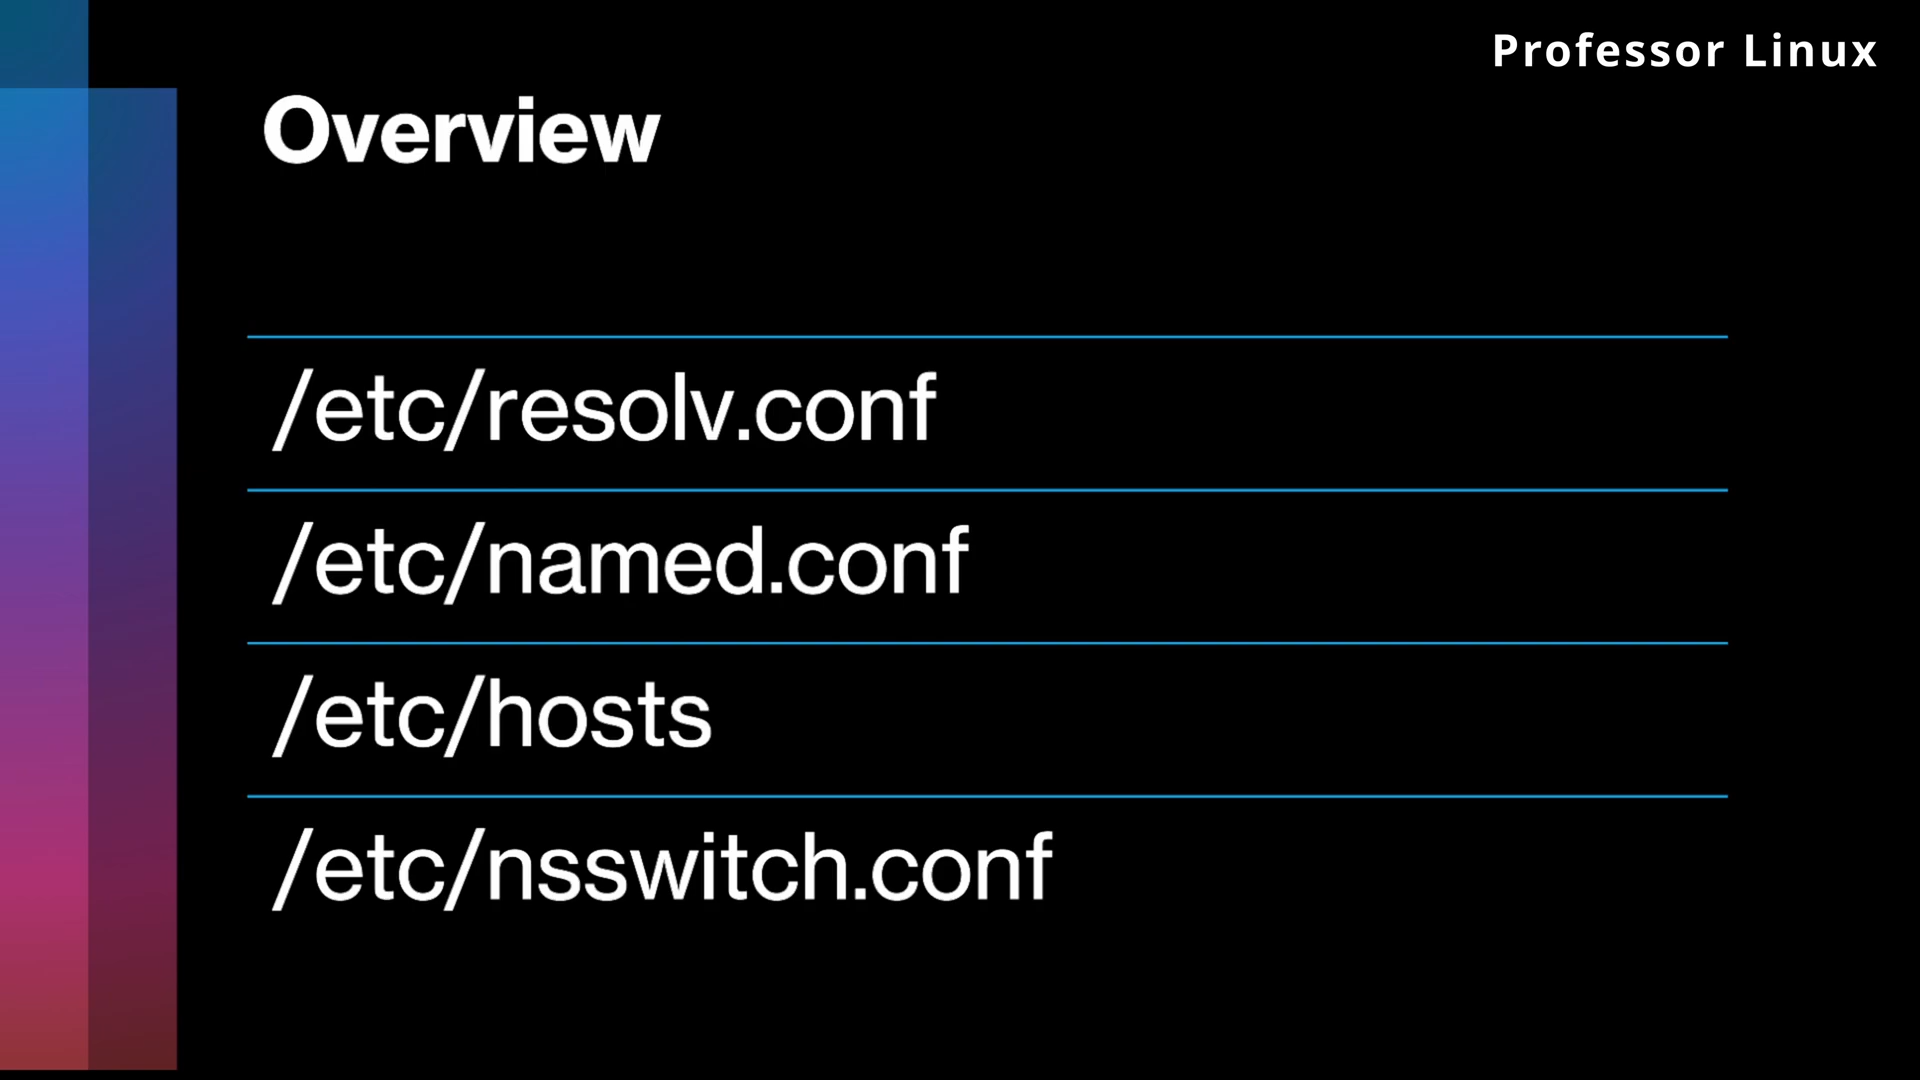 Professor Linux
Overview
/etc/resolv.conf
/etc/named.conf
/etc/hosts
/etc/nsswitch.conf